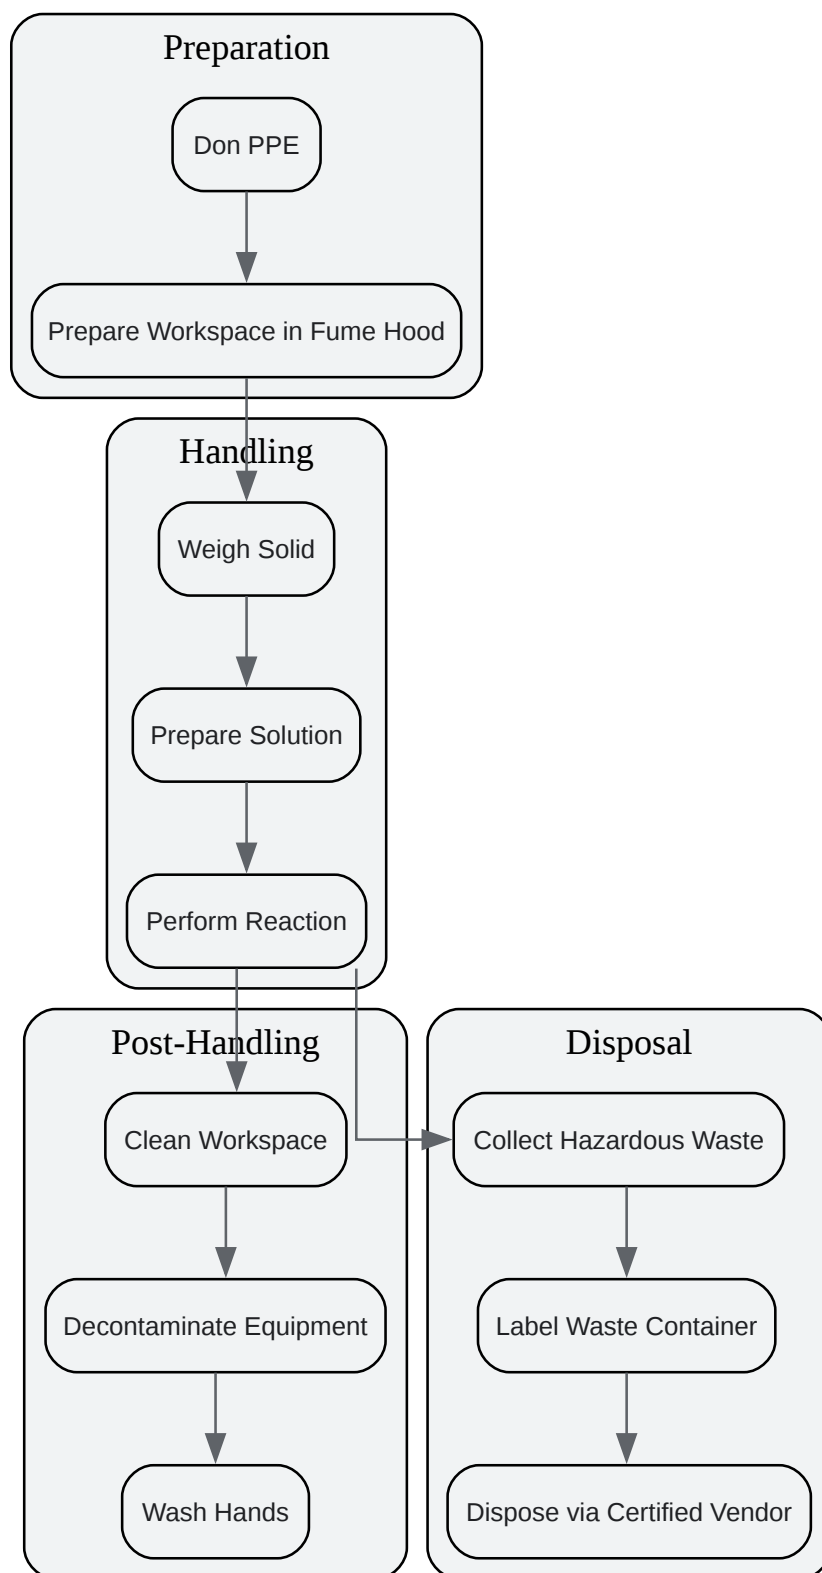 Preparation
Don PPE
Prepare Workspace in Fume Hood
Handling
Weigh Solid
Prepare Solution
Perform Reaction
Post-Handling
Clean Workspace
Decontaminate Equipment
Wash Hands
Disposal
Collect Hazardous Waste
Label Waste Container
Dispose via Certified Vendor